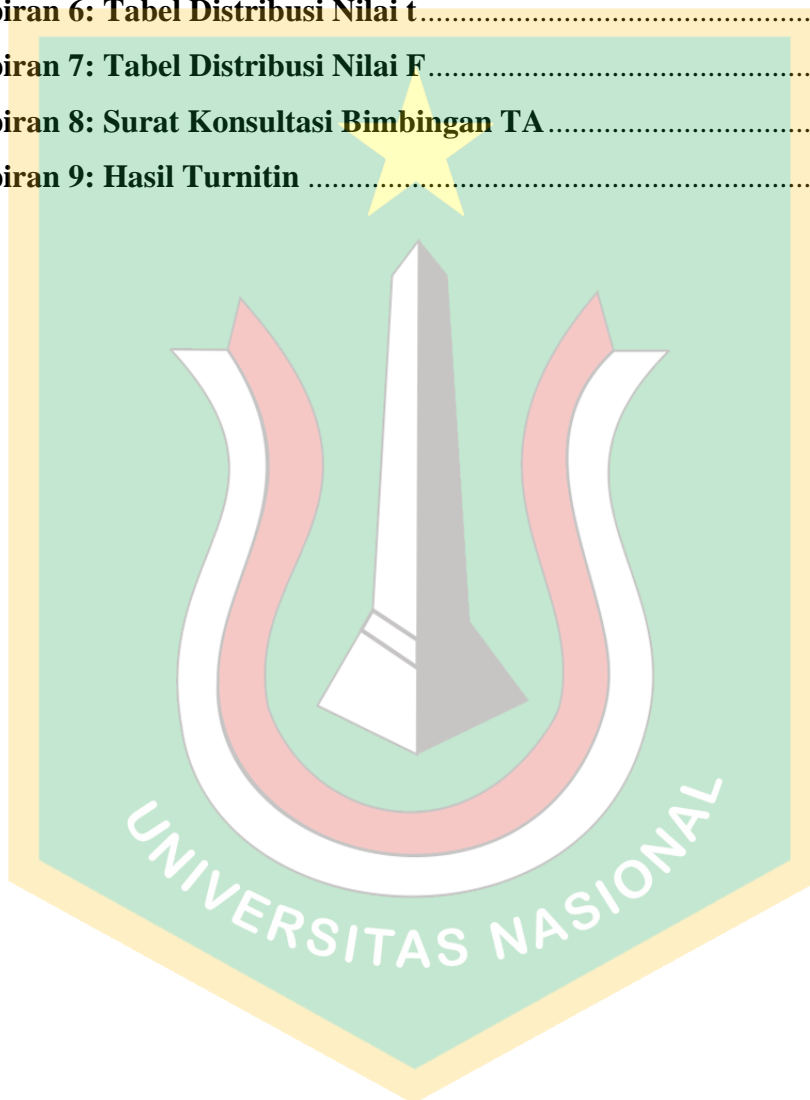 piran 6: Tabel Distribusi Nilai t................................................
piran 7: Tabel Distribusi Nilai F...............................................
piran 8: Surat Konsultasi Bimbingan TA................................
piran 9: Hasil Turnitin ............................................................
UNIVERSITAS NASIONAL